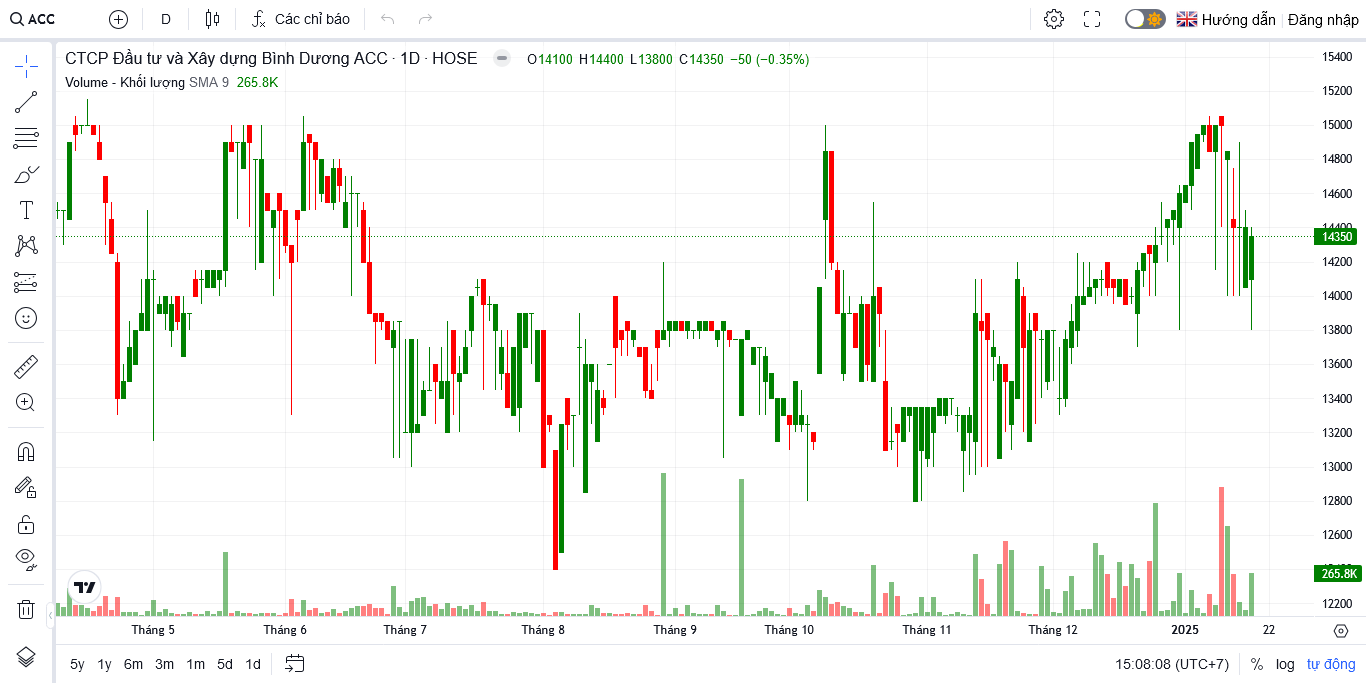 ACC D Các chỉ báo Hướng dẫn Đăng nhập
CTCP Đầu tư và Xây dựng Bình Dương ACC · 1D · HOSE O14100 H14400 L13800 C14350 −50 (−0.35%)
Volume - Khối lượng SMA 9 265.8K
15400
15200
15000
14800
14600
14400
14350
14200
14000
13800
13600
13400
13200
13000
12800
12600
265.8K
12200
Tháng 5 Tháng 6 Tháng 7 Tháng 8 Tháng 9 Tháng 10 Tháng 11 Tháng 12 2025 22
5y 1y 6m 3m 1m 5d 1d 15:08:08 (UTC+7) % log tự động